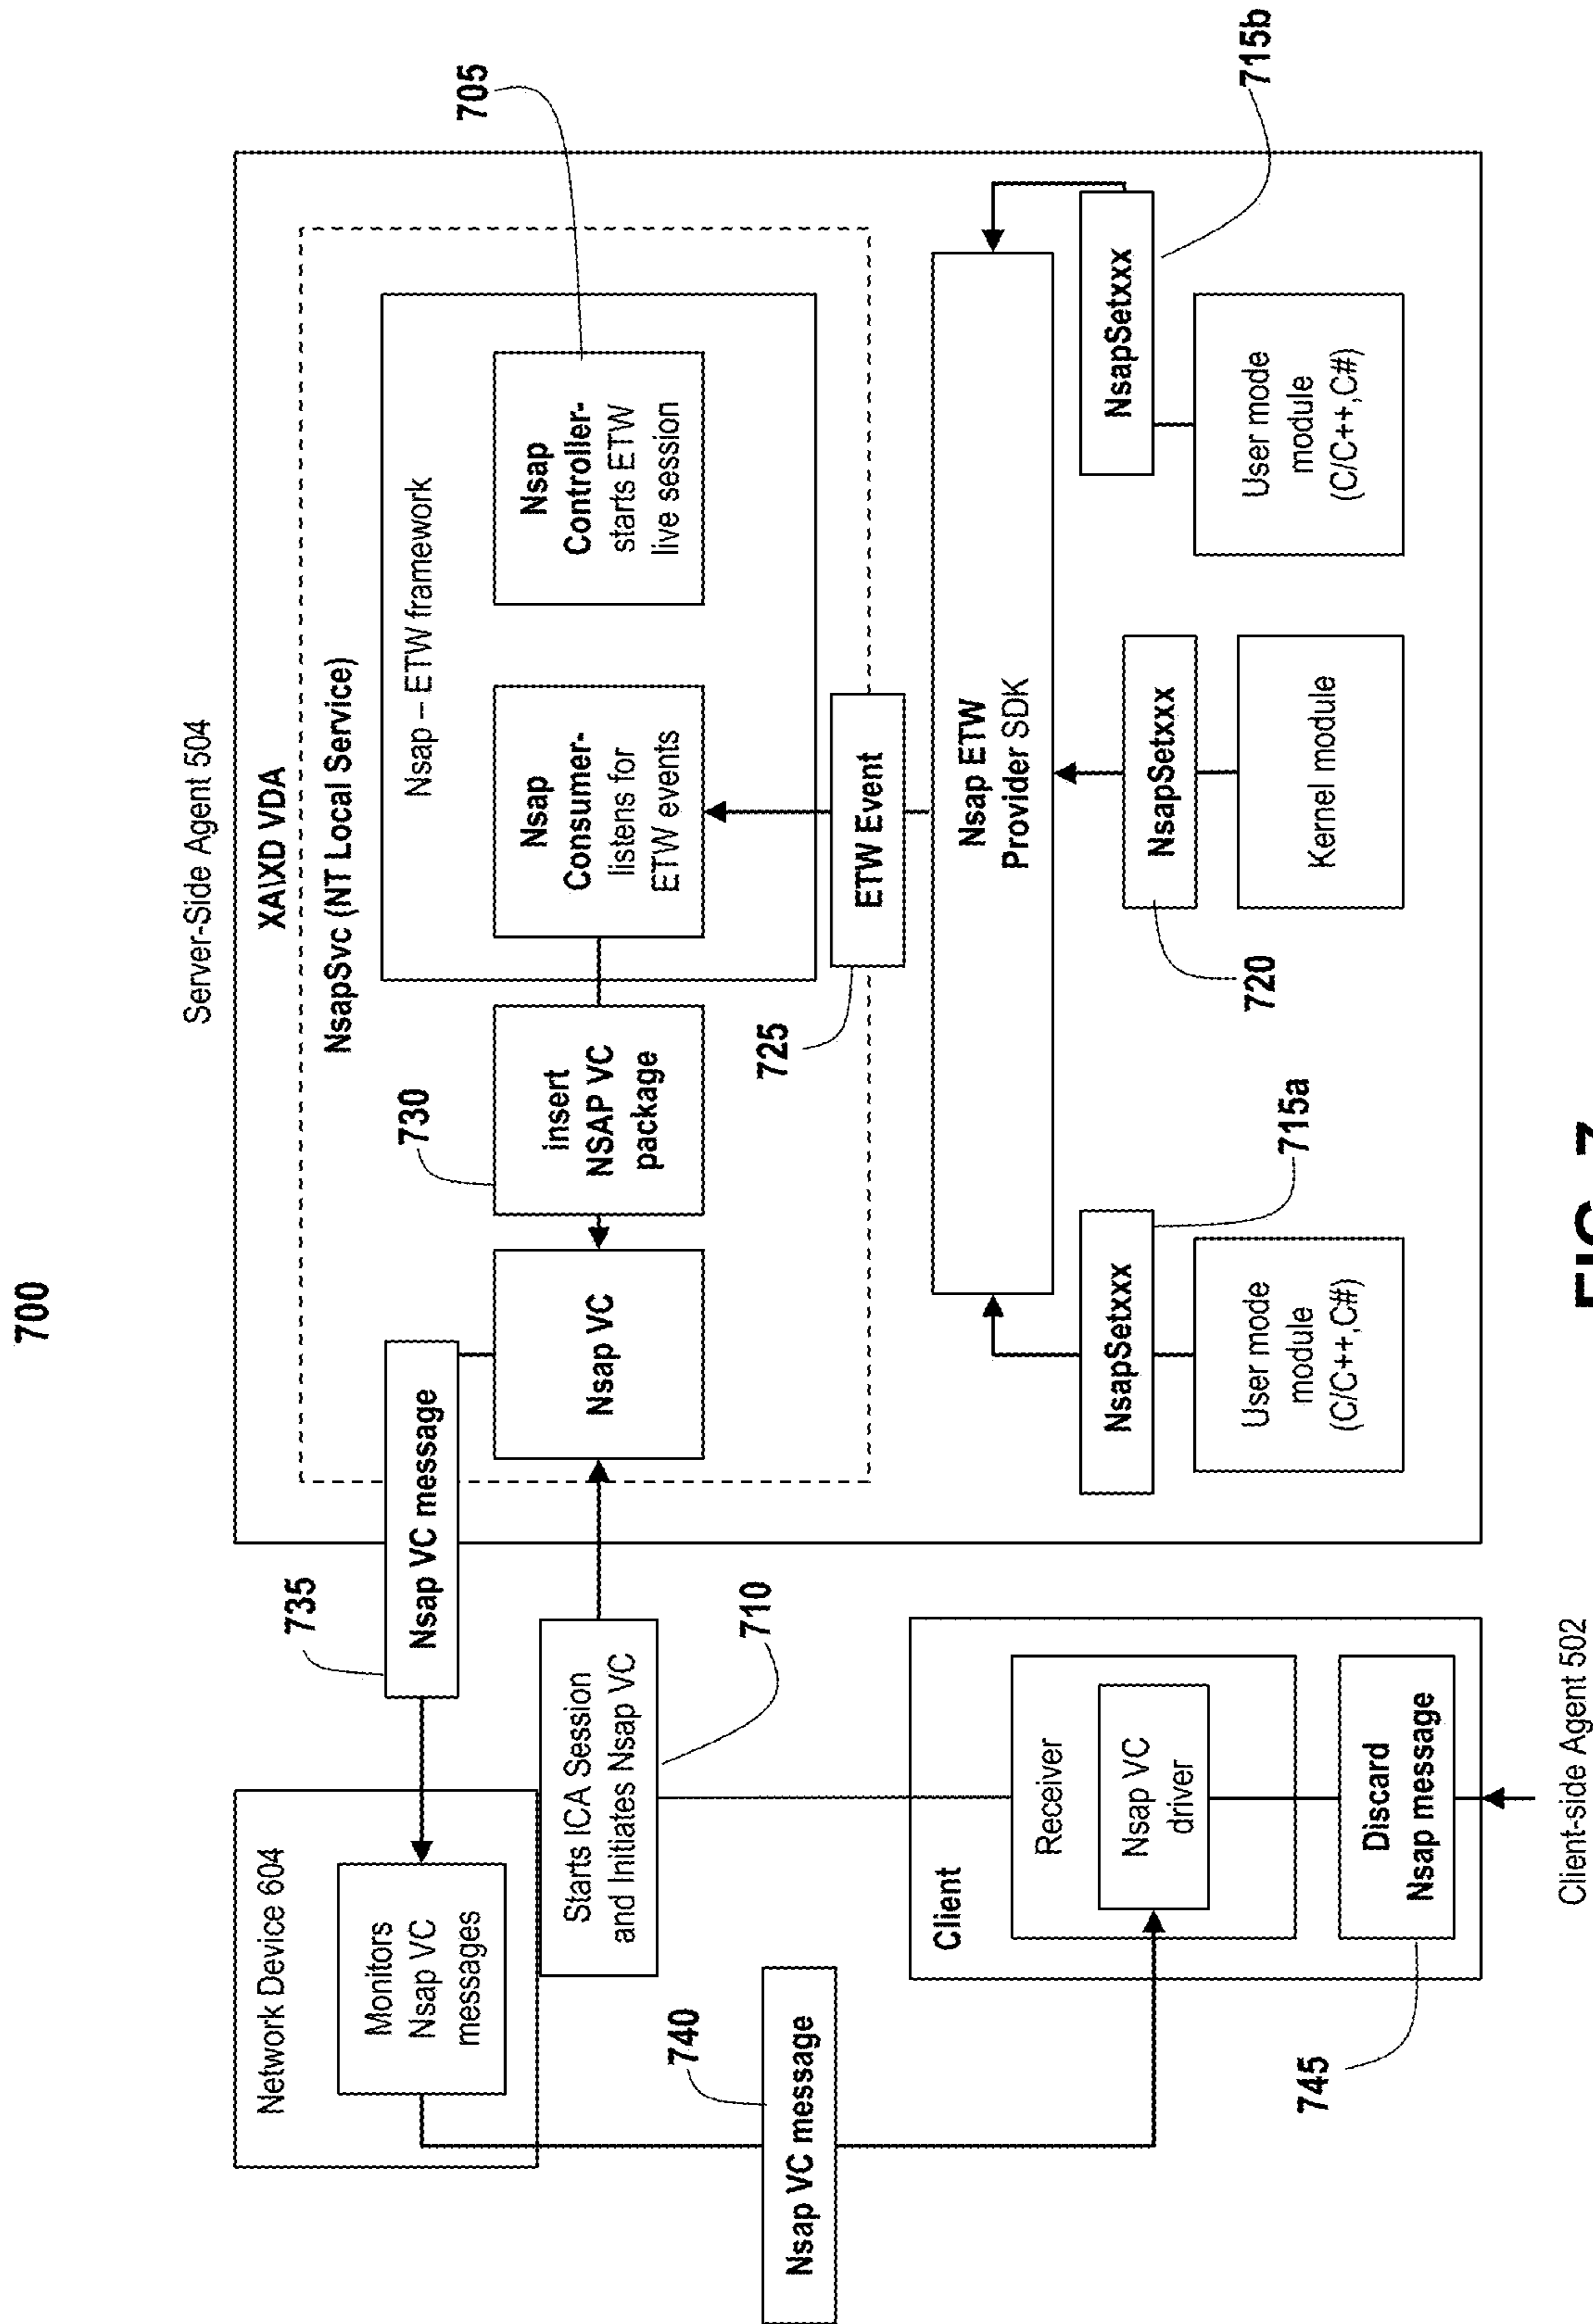 700
Server-Side Agent 504
XA\XD VDA
NsapSvc (NT Local Service)
Nsap – ETW framework
Nsap
Controller-
starts ETW
live session
705
Nsap
Consumer-
listens for
ETW events
insert
NSAP VC
package
730
Nsap VC
Nsap VC message
735
ETW Event
725
Nsap ETW
Provider SDK
NsapSetxxx
715a
User mode
module
(C/C++,C#)
NsapSetxxx
720
Kernel module
NsapSetxxx
715b
User mode
module
(C/C++,C#)
Network Device 604
Monitors
Nsap VC
messages
Starts ICA Session
and Initiates Nsap VC
710
Nsap VC message
740
Client
Receiver
Nsap VC
driver
Discard
Nsap message
745
Client-side Agent 502
FIG. 7